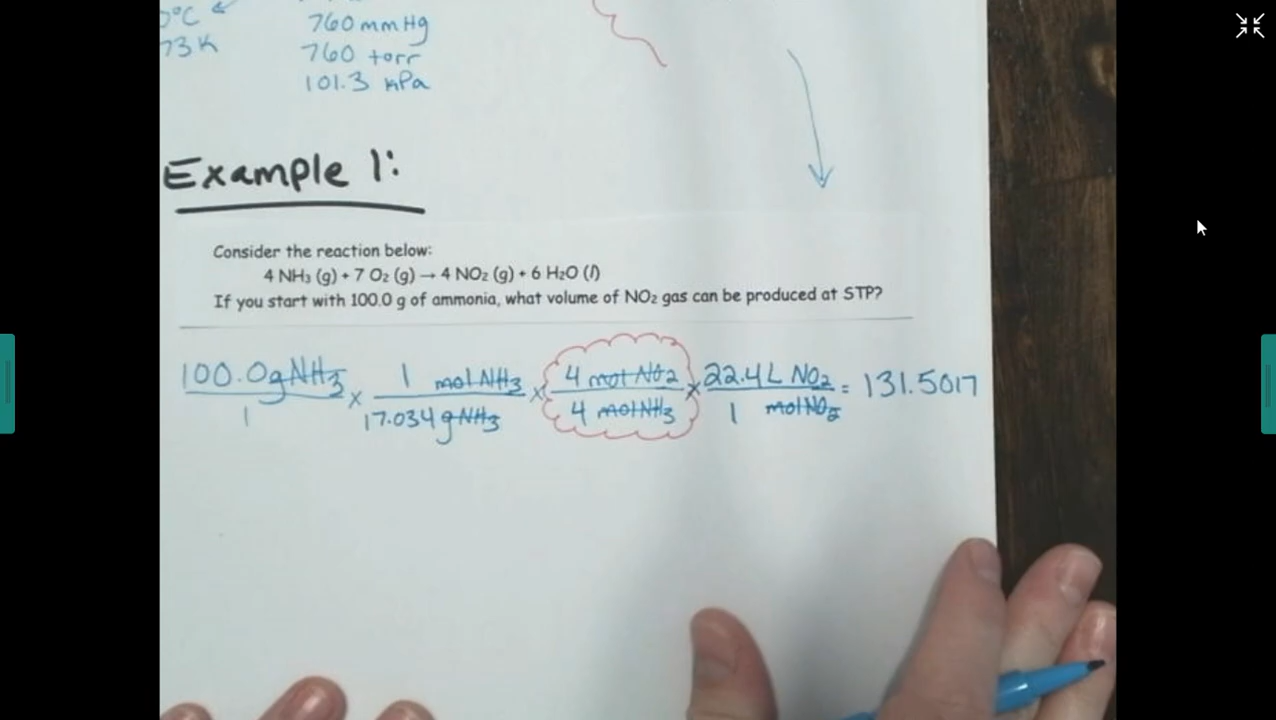 0°C
760 mmHg
73 K
760 torr
101.3 kPa
Example 1:
Consider the reaction below:
4 NH₃ (g) + 7 O₂ (g) → 4 NO₂ (g) + 6 H₂O (l)
If you start with 100.0 g of ammonia, what volume of NO₂ gas can be produced at STP?
100.0g NH₃ / 1 × 1 mol NH₃ / 17.034 g NH₃ × 4 mol NO₂ / 4 mol NH₃ × 22.4 L NO₂ / 1 mol NO₂ = 131.5017